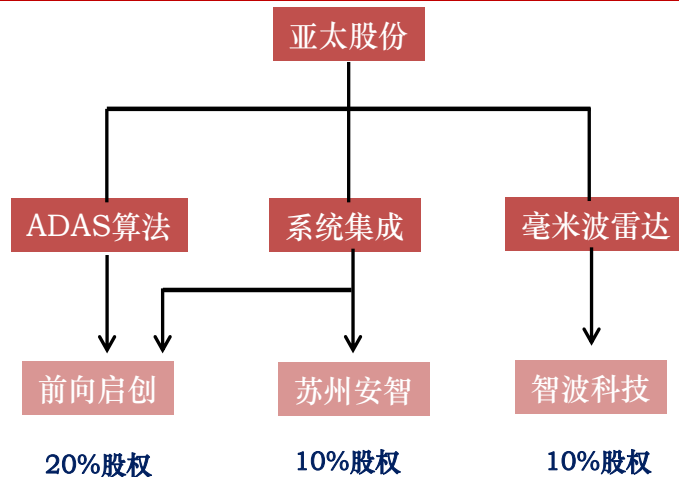 亚太股份
ADAS算法
系统集成
毫米波雷达
前向启创
苏州安智
智波科技
20%股权
10%股权
10%股权